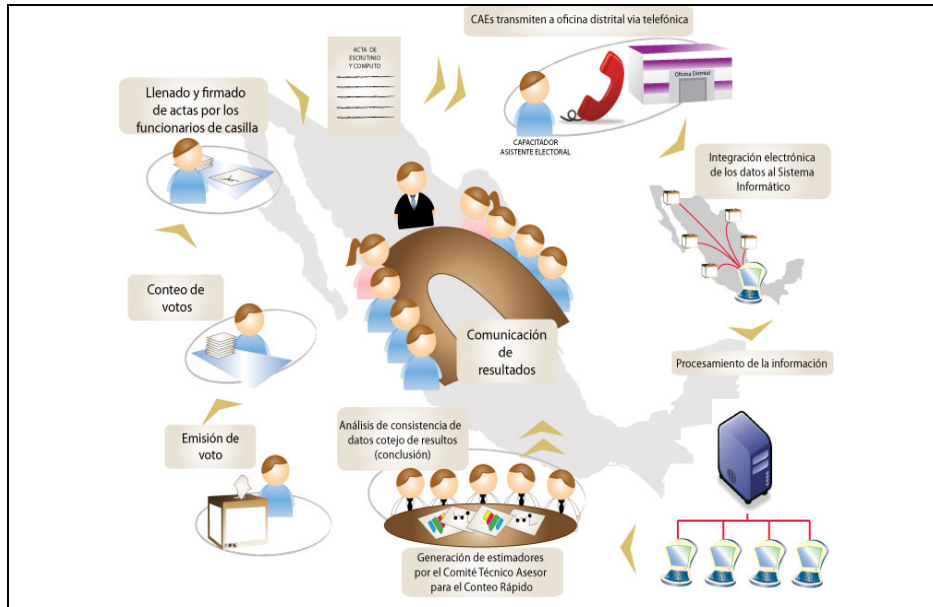 CAEs transmiten a oficina distrital via telefónica
ACTA DE
ESCRUTINIO
Y COMPUTO
Oficina Distrital
CAPACITADOR
ASISTENTE ELECTORAL
Llenado y firmado
de actas por los
funcionarios de casilla
Integración electrónica
de los datos al Sistema
Informático
Conteo de
votos
Comunicación
de
resultados
Procesamiento de la información
Emisión de
voto
Análisis de consistencia de
datos cotejo de resultos
(conclusión)
Generación de estimadores
por el Comité Técnico Asesor
para el Conteo Rápido